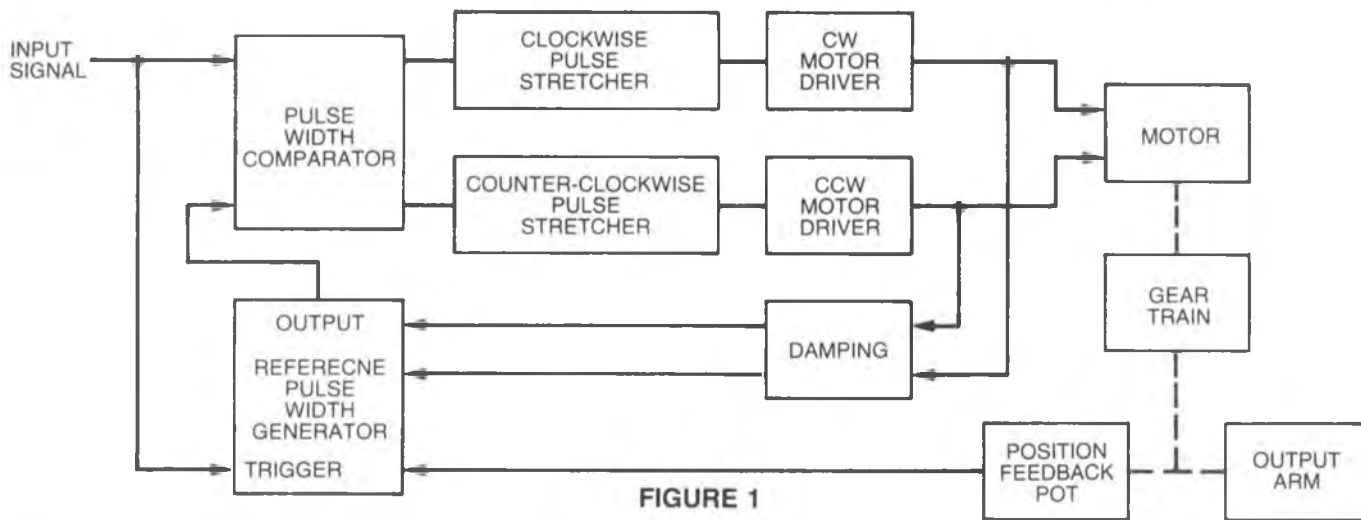 INPUT
SIGNAL
PULSE
WIDTH
COMPARATOR
CLOCKWISE
PULSE
STRETCHER
CW
MOTOR
DRIVER
MOTOR
COUNTER-CLOCKWISE
PULSE
STRETCHER
CCW
MOTOR
DRIVER
GEAR
TRAIN
OUTPUT
REFERECNE
PULSE
WIDTH
GENERATOR
TRIGGER
DAMPING
POSITION
FEEDBACK
POT
OUTPUT
ARM
FIGURE 1